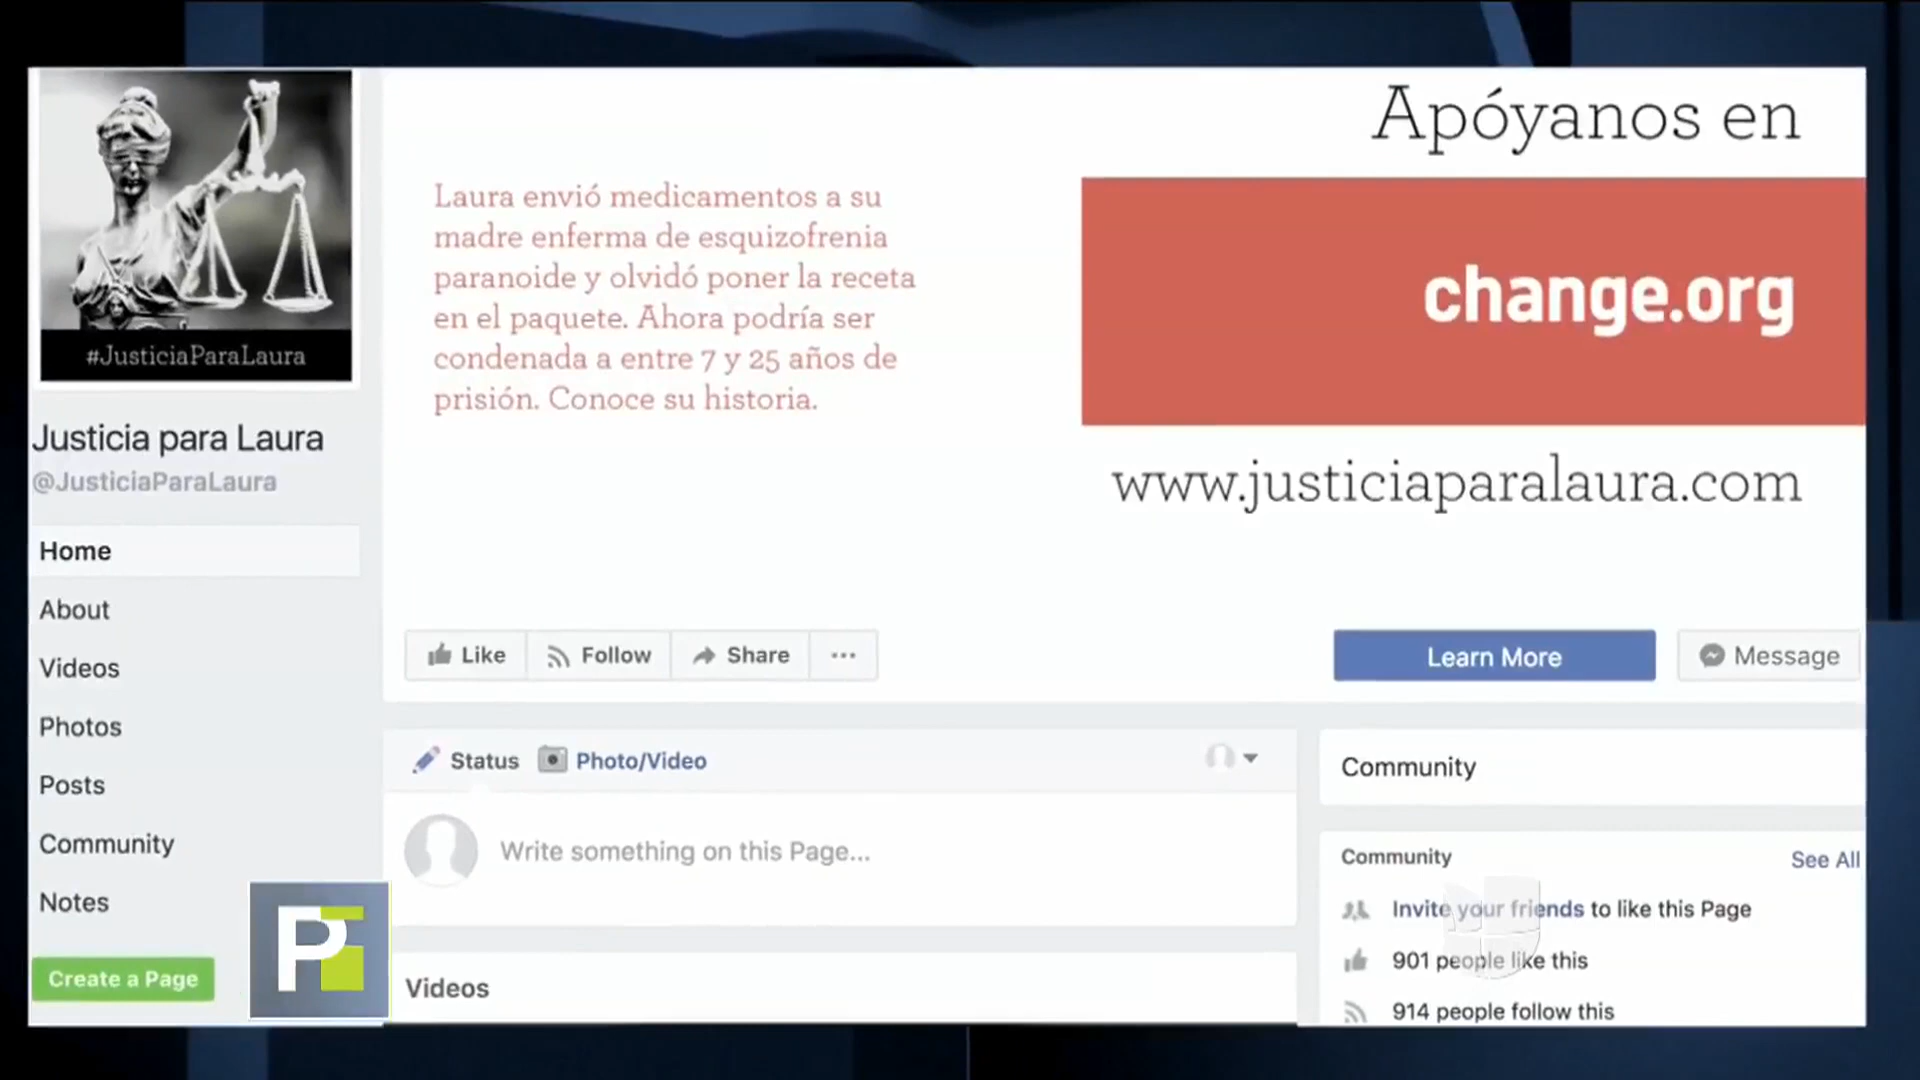 #JusticiaParaLaura
Justicia para Laura
@JusticiaParaLaura
Home
About
Videos
Photos
Posts
Community
Notes
Create a Page
Laura envió medicamentos a su
madre enferma de esquizofrenia
paranoide y olvidó poner la receta
en el paquete. Ahora podría ser
condenada a entre 7 y 25 años de
prisión. Conoce su historia.
Apóyanos en
change.org
www.justiciaparalaura.com
Like Follow Share ...
Learn More Message
Status Photo/Video
Write something on this Page...
Videos
Community
Community See All
Invite your friends to like this Page
901 people like this
914 people follow this
P